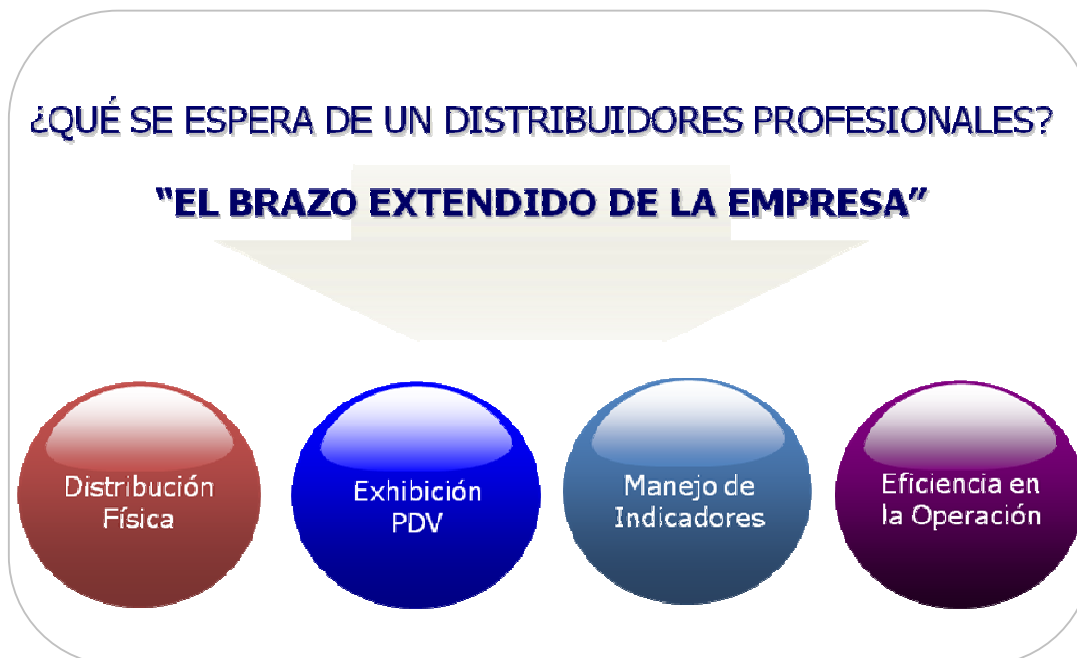 ¿QUÉ SE ESPERA DE UN DISTRIBUIDORES PROFESIONALES?
“EL BRAZO EXTENDIDO DE LA EMPRESA”
Distribución
Física
Exhibición
PDV
Manejo de
Indicadores
Eficiencia en
la Operación